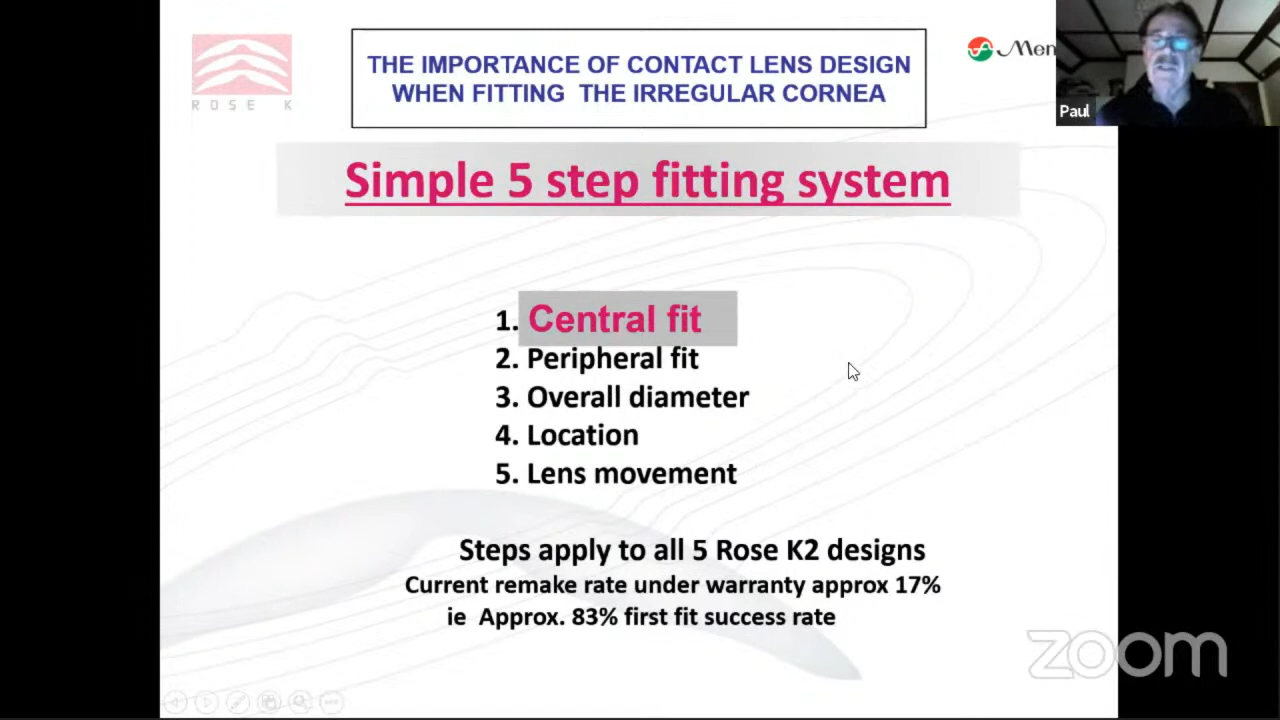 ROSE K
THE IMPORTANCE OF CONTACT LENS DESIGN
WHEN FITTING THE IRREGULAR CORNEA
Men
Paul
Simple 5 step fitting system
1. Central fit
2. Peripheral fit
3. Overall diameter
4. Location
5. Lens movement
Steps apply to all 5 Rose K2 designs
Current remake rate under warranty approx 17%
ie Approx. 83% first fit success rate
zoom